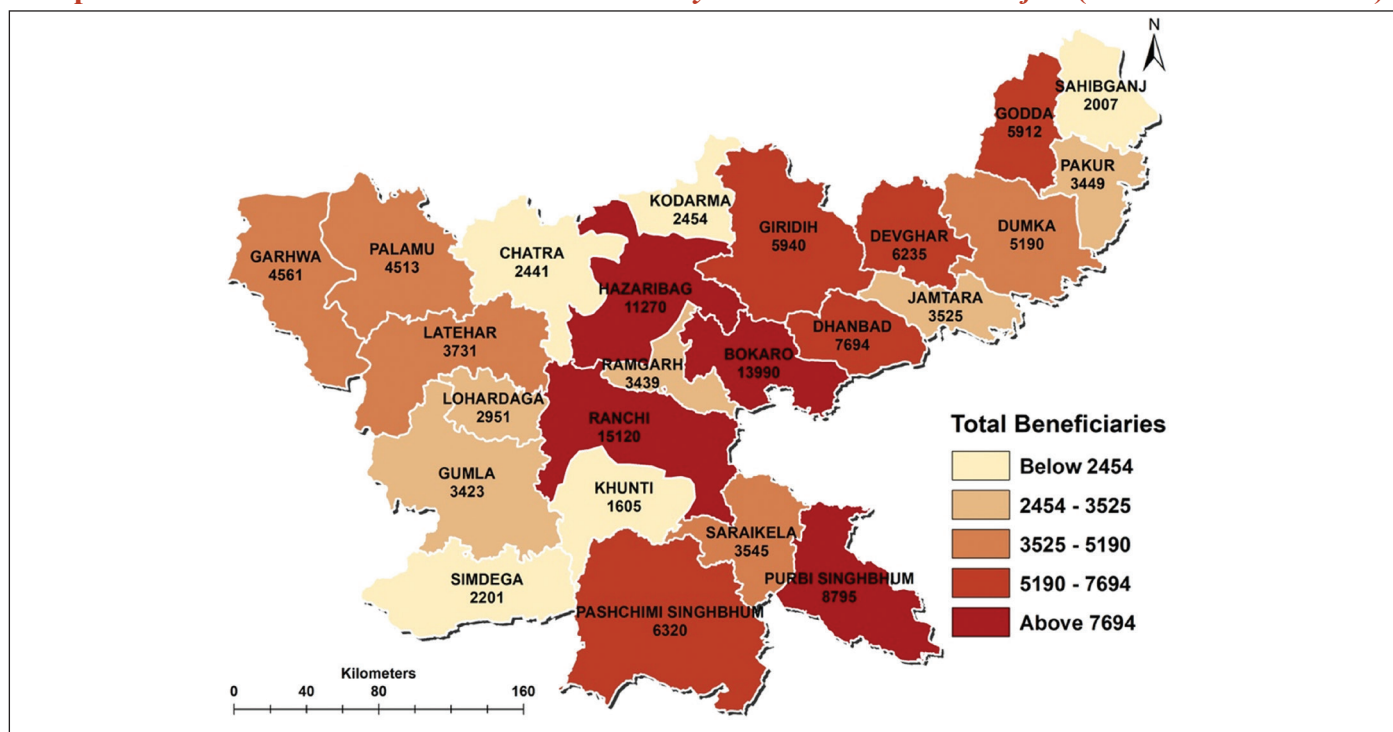 N
SAHIBGANJ
2007
GODDA
5912
PAKUR
3449
KODARMA
2454
GIRIDIH
5940
DEVGHAR
6235
DUMKA
5190
GARHWA
4561
PALAMU
4513
CHATRA
2441
HAZARIBAG
11270
JAMTARA
3525
LATEHAR
3731
DHANBAD
7694
BOKARO
13990
RAMGARH
3439
LOHARDAGA
2951
RANCHI
15120
GUMLA
3423
KHUNTI
1605
SARAIKELA
3545
SIMDEGA
2201
PURBI SINGHBHUM
8795
PASHCHIMI SINGHBHUM
6320
Total Beneficiaries
Below 2454
2454 - 3525
3525 - 5190
5190 - 7694
Above 7694
Kilometers
0 40 80 160